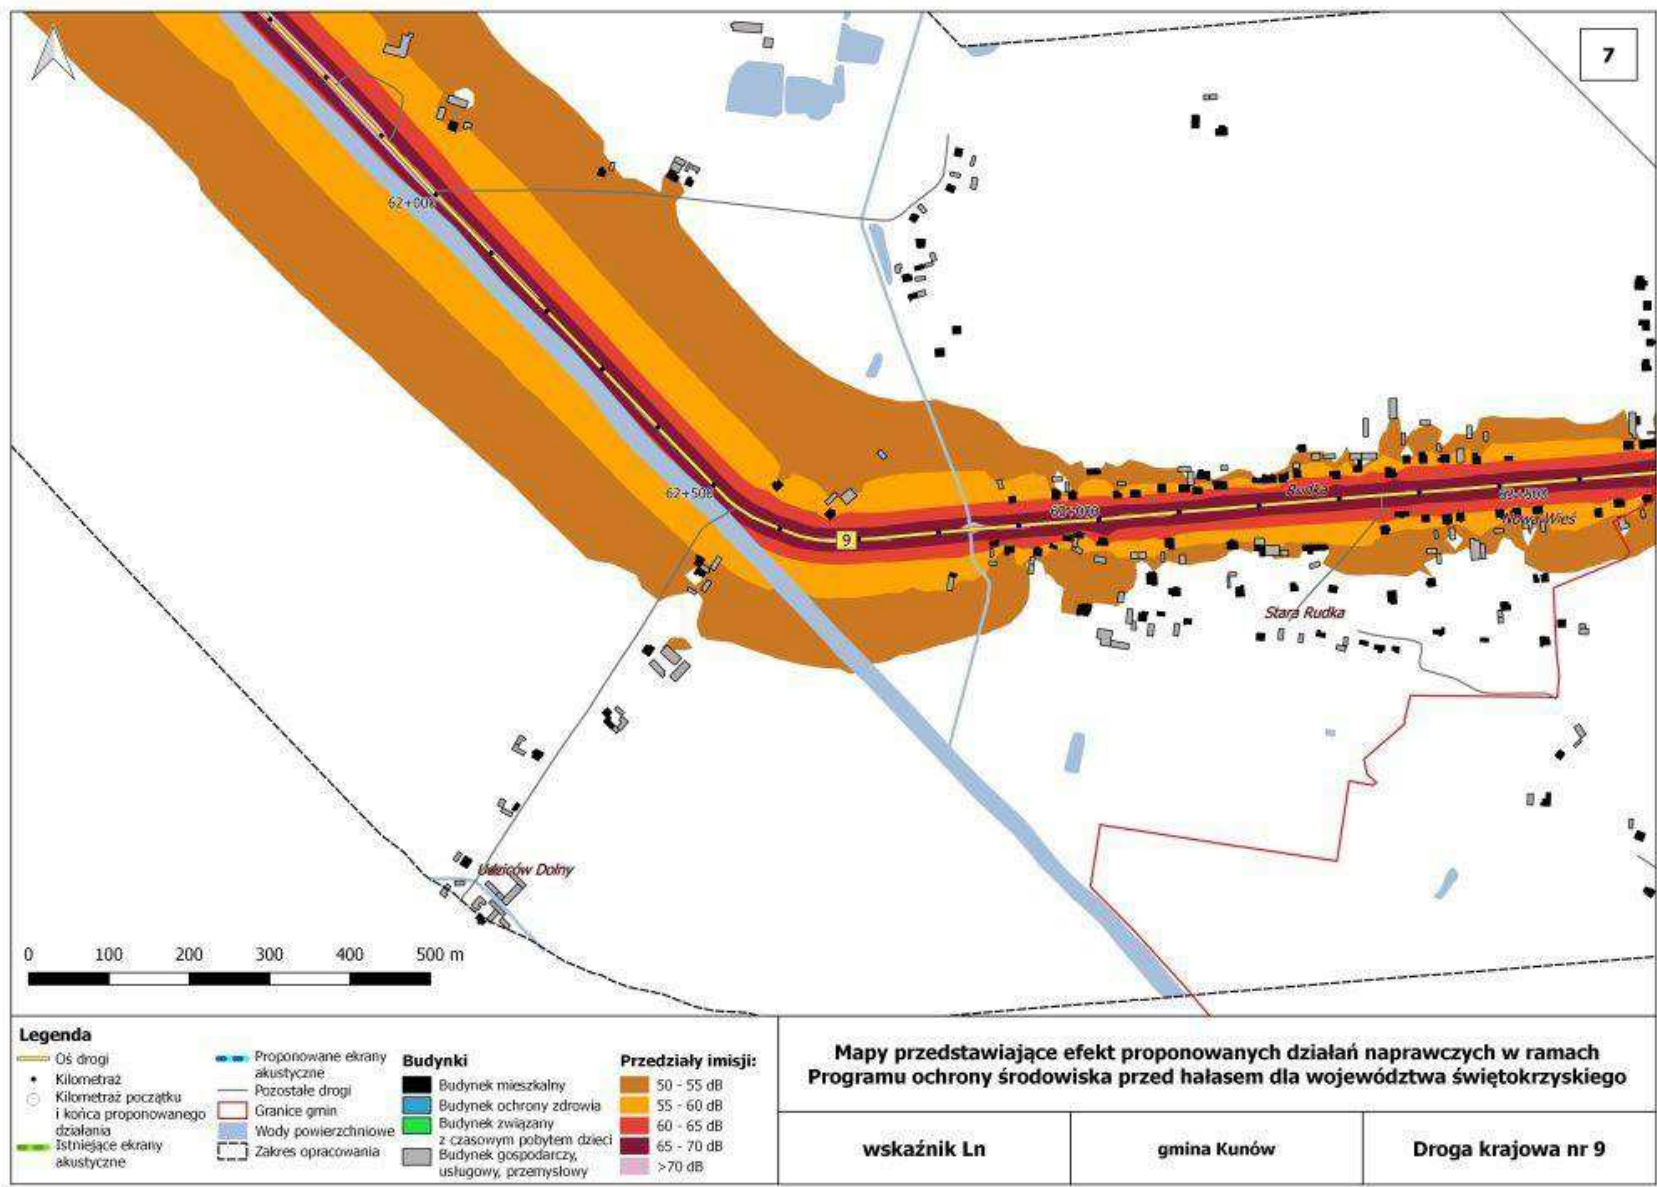 7
62+000
62+500
9
63+000
Rudka
63+500
Nowa Wieś
Stara Rudka
Udziców Dolny
0 100 200 300 400 500 m
Legenda
Oś drogi
Kilometraż
Kilometraż początku
i końca proponowanego
działania
Istniejące ekrany
akustyczne
Proponowane ekrany
akustyczne
Pozostałe drogi
Granice gmin
Wody powierzchniowe
Zakres opracowania
Budynki
Budynek mieszkalny
Budynek ochrony zdrowia
Budynek związany
z czasowym pobytem dzieci
Budynek gospodarczy,
usługowy, przemysłowy
Przedziały imisji:
50 - 55 dB
55 - 60 dB
60 - 65 dB
65 - 70 dB
>70 dB
Mapy przedstawiające efekt proponowanych działań naprawczych w ramach
Programu ochrony środowiska przed hałasem dla województwa świętokrzyskiego
wskaźnik Ln
gmina Kunów
Droga krajowa nr 9